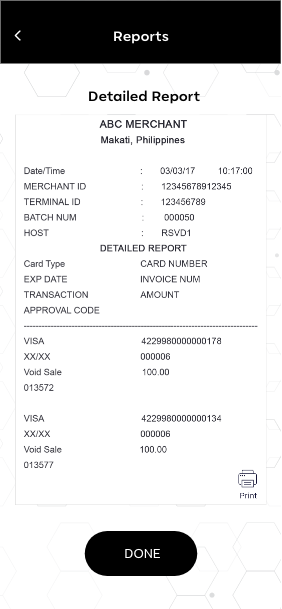 Reports
Detailed Report
ABC MERCHANT
Makati, Philippines
Date/Time : 03/03/17 10:17:00
MERCHANT ID : 12345678912345
TERMINAL ID : 123456789
BATCH NUM : 000050
HOST : RSVD1
DETAILED REPORT
Card Type CARD NUMBER
EXP DATE INVOICE NUM
TRANSACTION AMOUNT
APPROVAL CODE
--------------------------------------------------------------------------------
VISA 4229980000000178
XX/XX 000006
Void Sale 100.00
013572
VISA 4229980000000134
XX/XX 000006
Void Sale 100.00
013577
Print
DONE